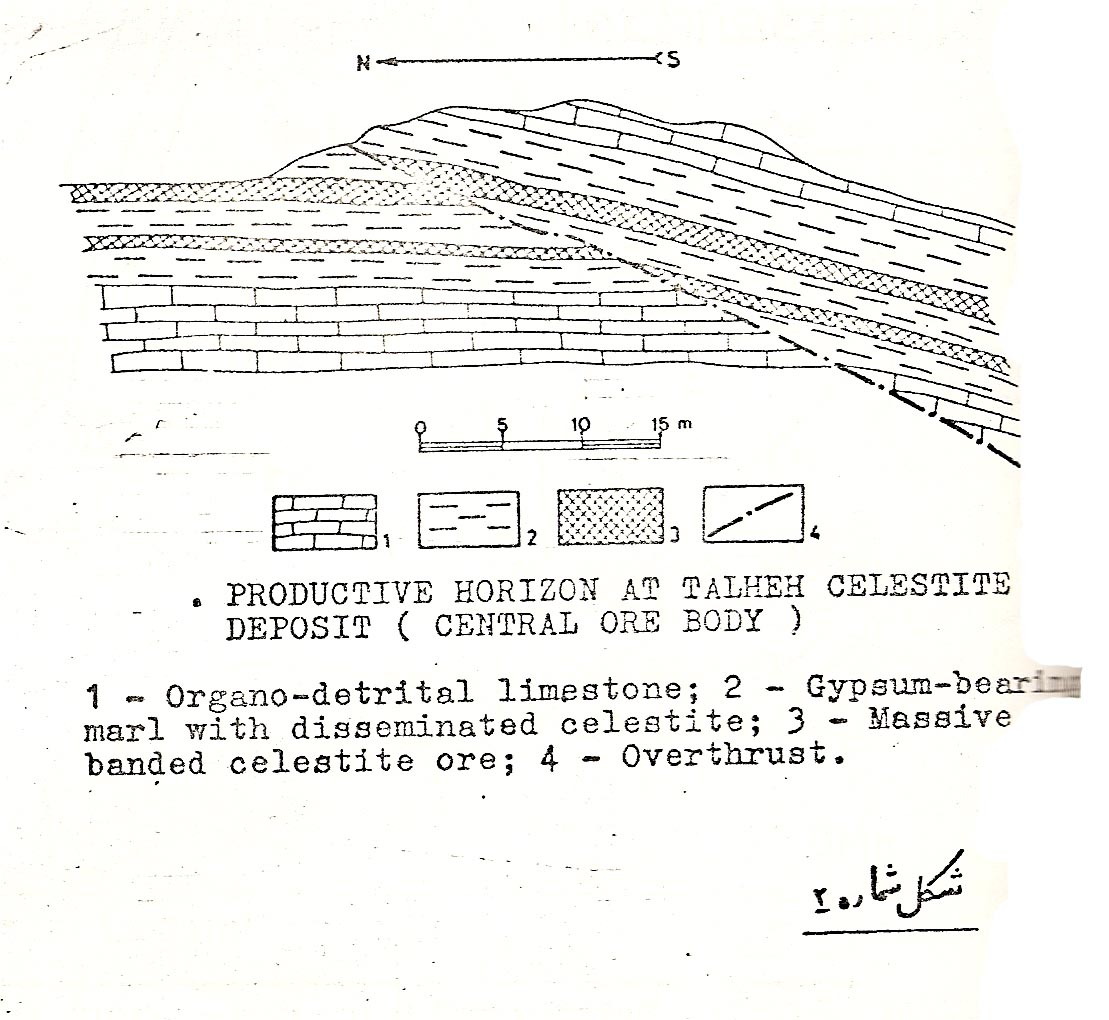 N S
0 5 10 15 m
1 2 3 4
. PRODUCTIVE HORIZON AT TALHEH CELESTITE
DEPOSIT ( CENTRAL ORE BODY )
1 - Organo-detrital limestone; 2 - Gypsum-bearing
marl with disseminated celestite; 3 - Massive
banded celestite ore; 4 - Overthrust.
شکل شماره ۲